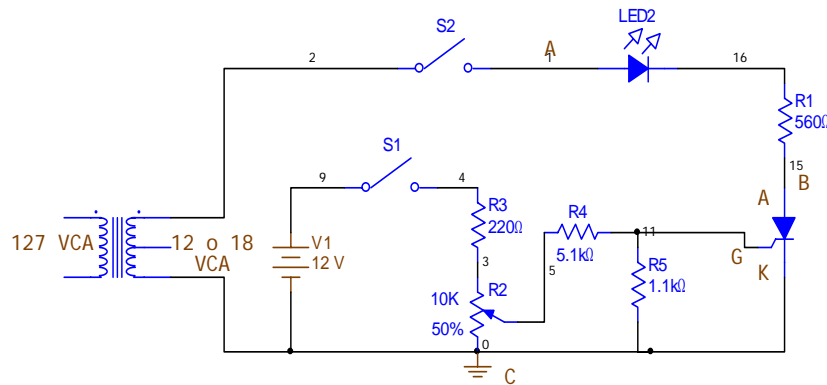 LED2
S2
A
2
1
16
R1
560Ω
S1
9
4
15
B
R3
220Ω
R4
5.1kΩ
11
A
G
K
127 VCA
12 o 18
VCA
V1
12 V
3
5
R5
1.1kΩ
10K
R2
50%
0
C